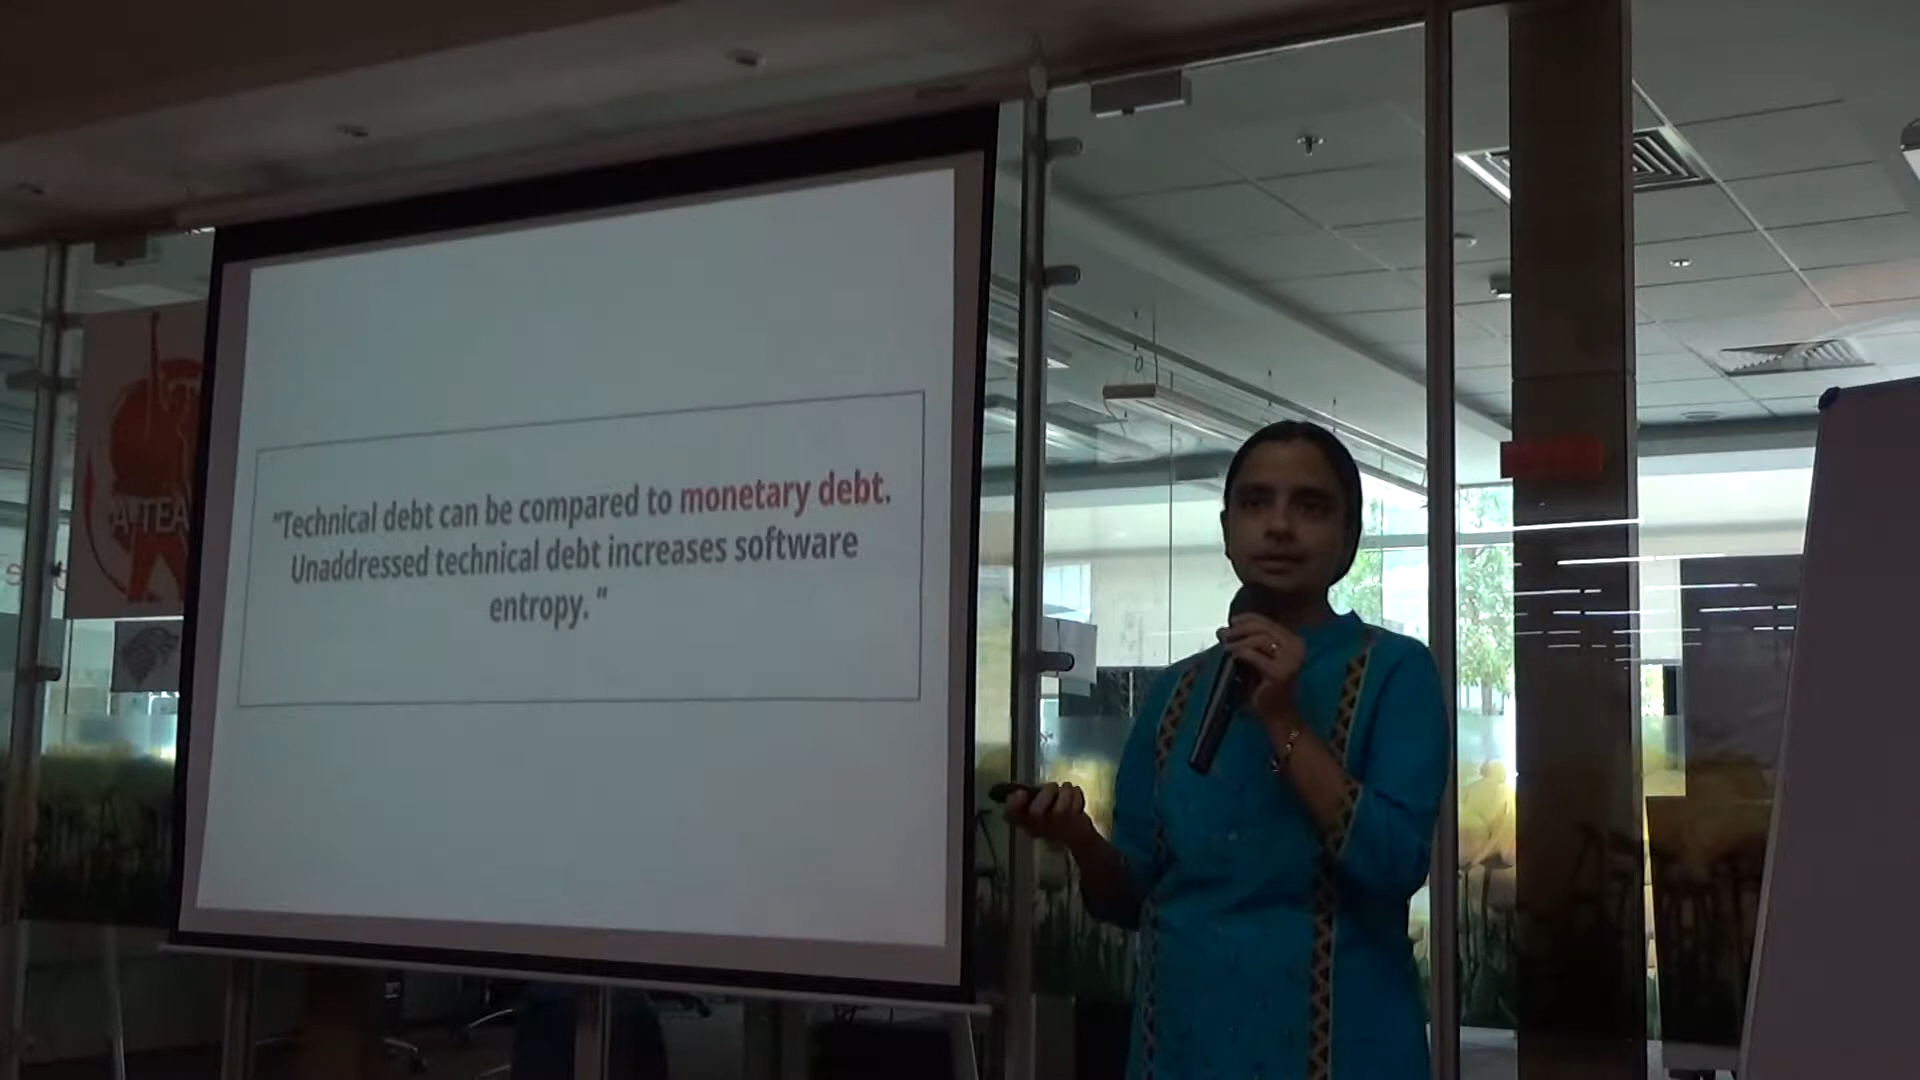 "Technical debt can be compared to monetary debt.
Unaddressed technical debt increases software
entropy. "